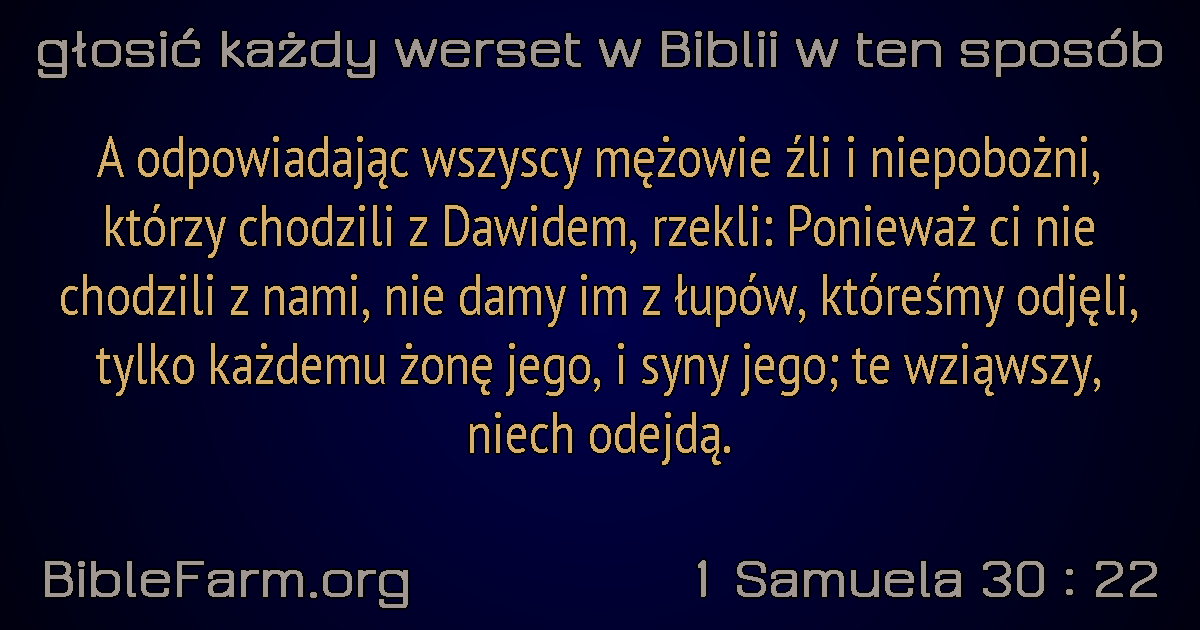 głosić każdy werset w Biblii w ten sposób
A odpowiadając wszyscy mężowie źli i niepobożni,
którzy chodzili z Dawidem, rzekli: Ponieważ ci nie
chodzili z nami, nie damy im z łupów, któreśmy odjęli,
tylko każdemu żonę jego, i syny jego; te wziąwszy,
niech odejdą.
BibleFarm.org
1 Samuela 30 : 22